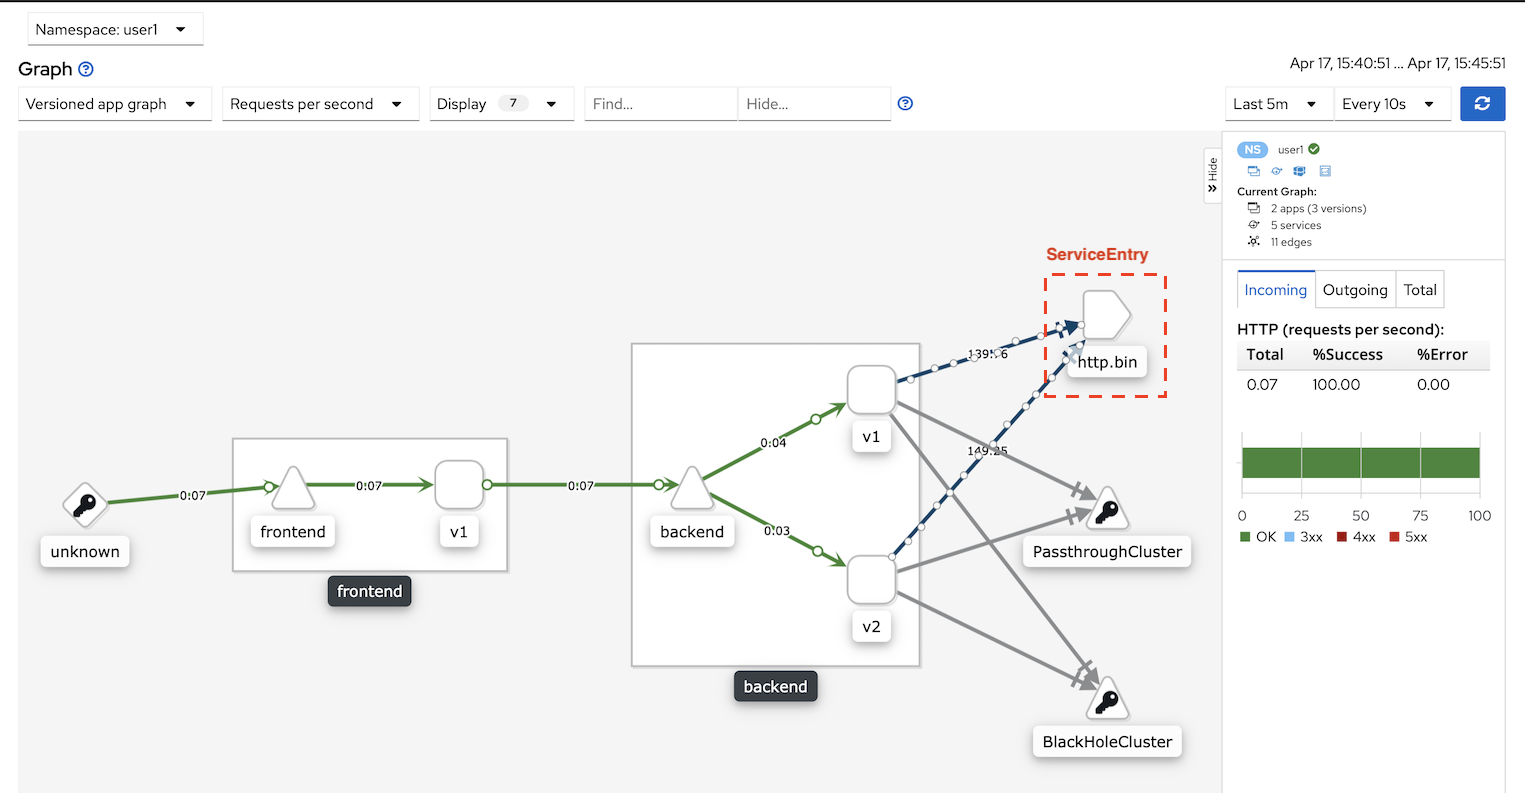 Namespace: user1
Graph
Apr 17, 15:40:51 ... Apr 17, 15:45:51
Versioned app graph
Requests per second
Display 7
Find...
Hide...
Last 5m
Every 10s
Hide
NS user1
Current Graph:
2 apps (3 versions)
5 services
11 edges
Incoming Outgoing Total
HTTP (requests per second):
Total %Success %Error
0.07 100.00 0.00
0 25 50 75 100
OK 3xx 4xx 5xx
ServiceEntry
http.bin
139.
149.25
v1
0:04
0:07
0:07
0:07
unknown
frontend
v1
backend
0:03
PassthroughCluster
frontend
v2
backend
BlackHoleCluster